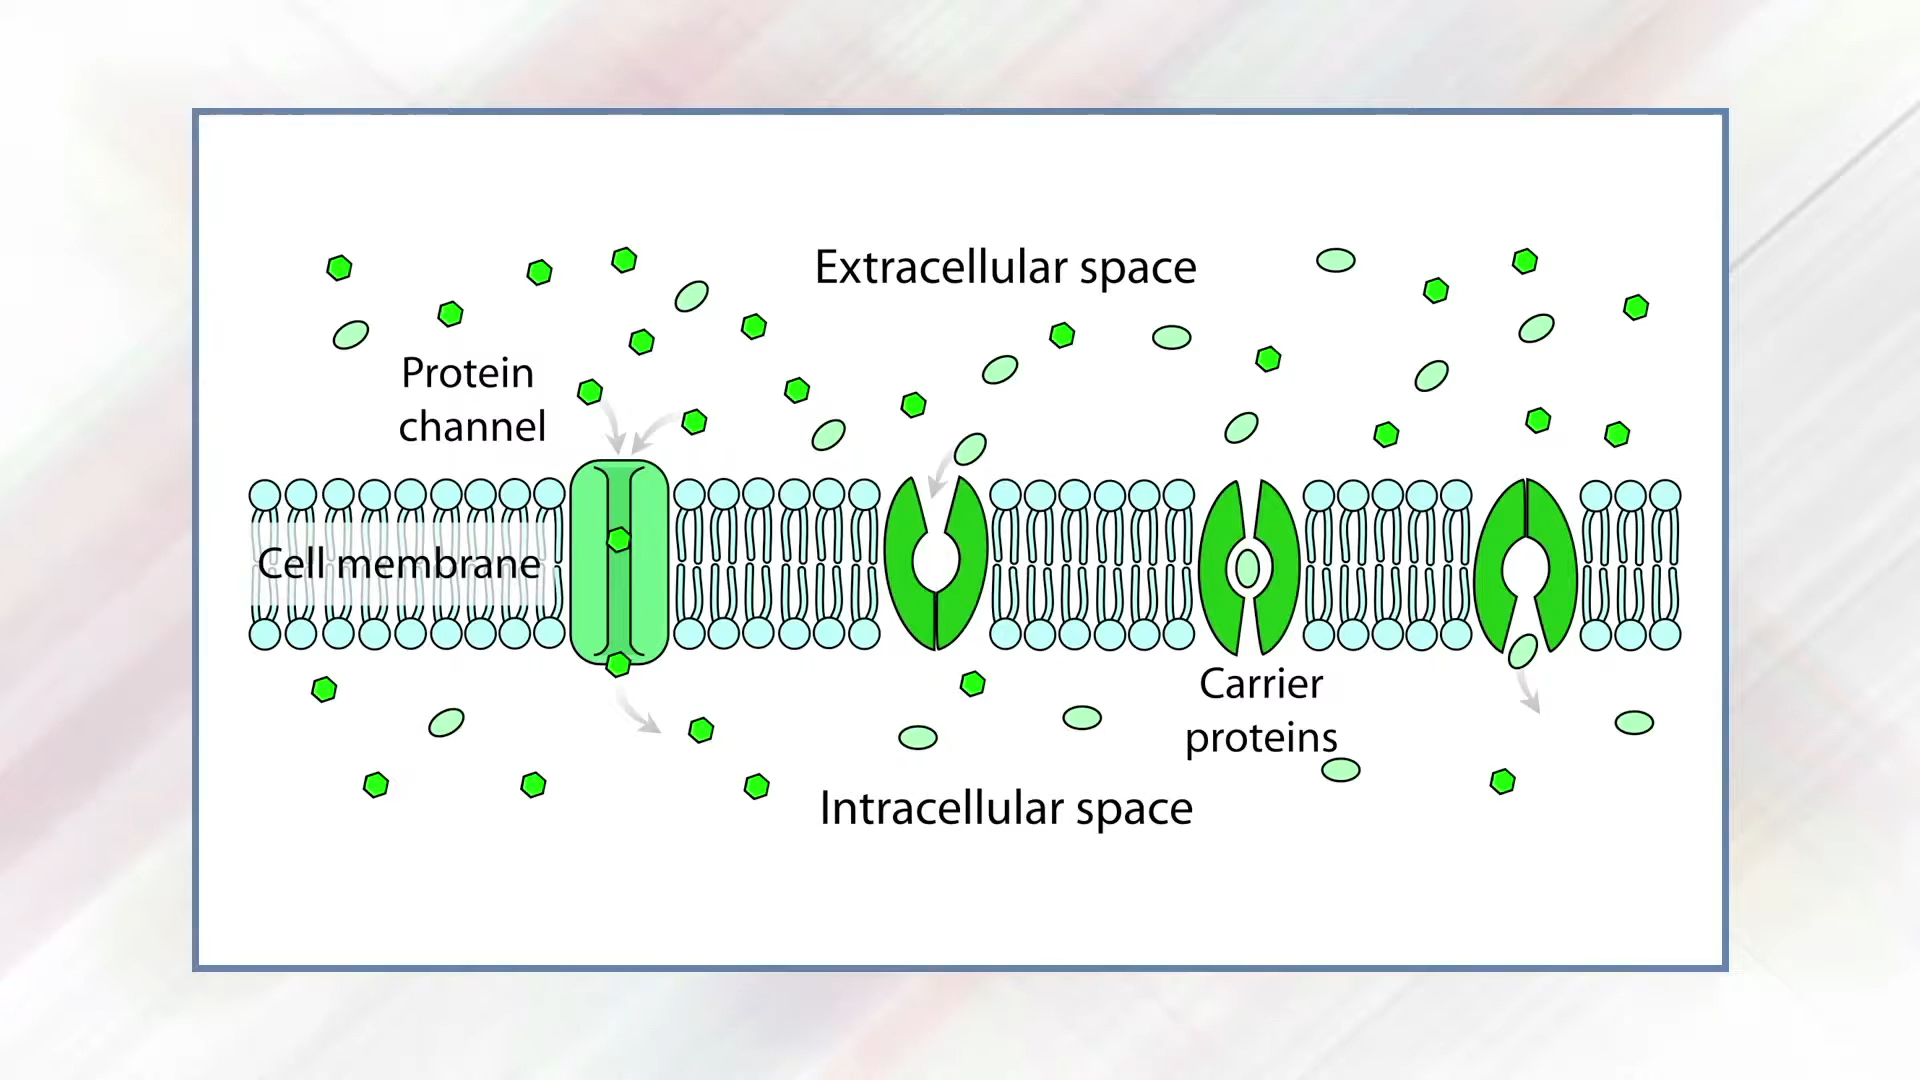 Extracellular space
Protein
channel
Cell membrane
Carrier
proteins
Intracellular space